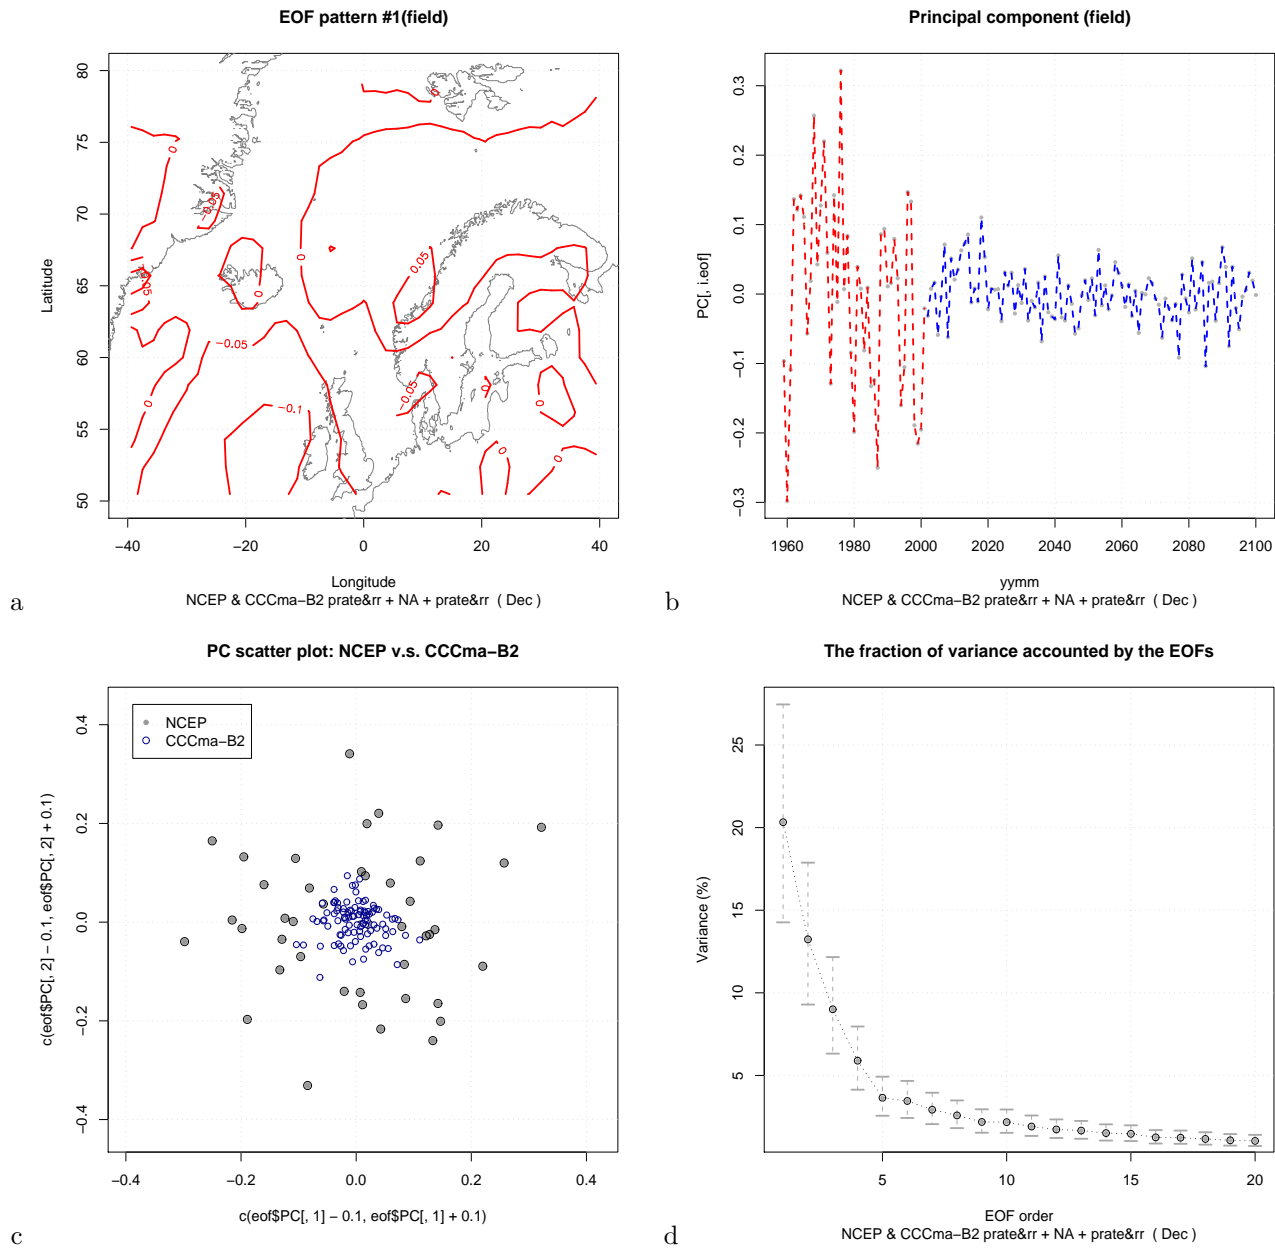 EOF pattern #1(field)
80
75
70
65
60
55
50
Latitude
0
0
−0.05
0
0.05
−0.05
0
−0.05
0
−0.1
−0.05
0
0
0
0
−40
−20
0
20
40
Longitude
NCEP & CCCma−B2 prate&rr + NA + prate&rr ( Dec )
a
Principal component (field)
0.3
0.2
0.1
0.0
−0.1
−0.2
−0.3
PC[, i.eof]
1960
1980
2000
2020
2040
2060
2080
2100
yymm
NCEP & CCCma−B2 prate&rr + NA + prate&rr ( Dec )
b
PC scatter plot: NCEP v.s. CCCma−B2
NCEP
CCCma−B2
0.4
0.2
0.0
−0.2
−0.4
c(eof$PC[, 2] − 0.1, eof$PC[, 2] + 0.1)
−0.4
−0.2
0.0
0.2
0.4
c(eof$PC[, 1] − 0.1, eof$PC[, 1] + 0.1)
c
The fraction of variance accounted by the EOFs
25
20
15
10
5
Variance (%)
5
10
15
20
EOF order
NCEP & CCCma−B2 prate&rr + NA + prate&rr ( Dec )
d